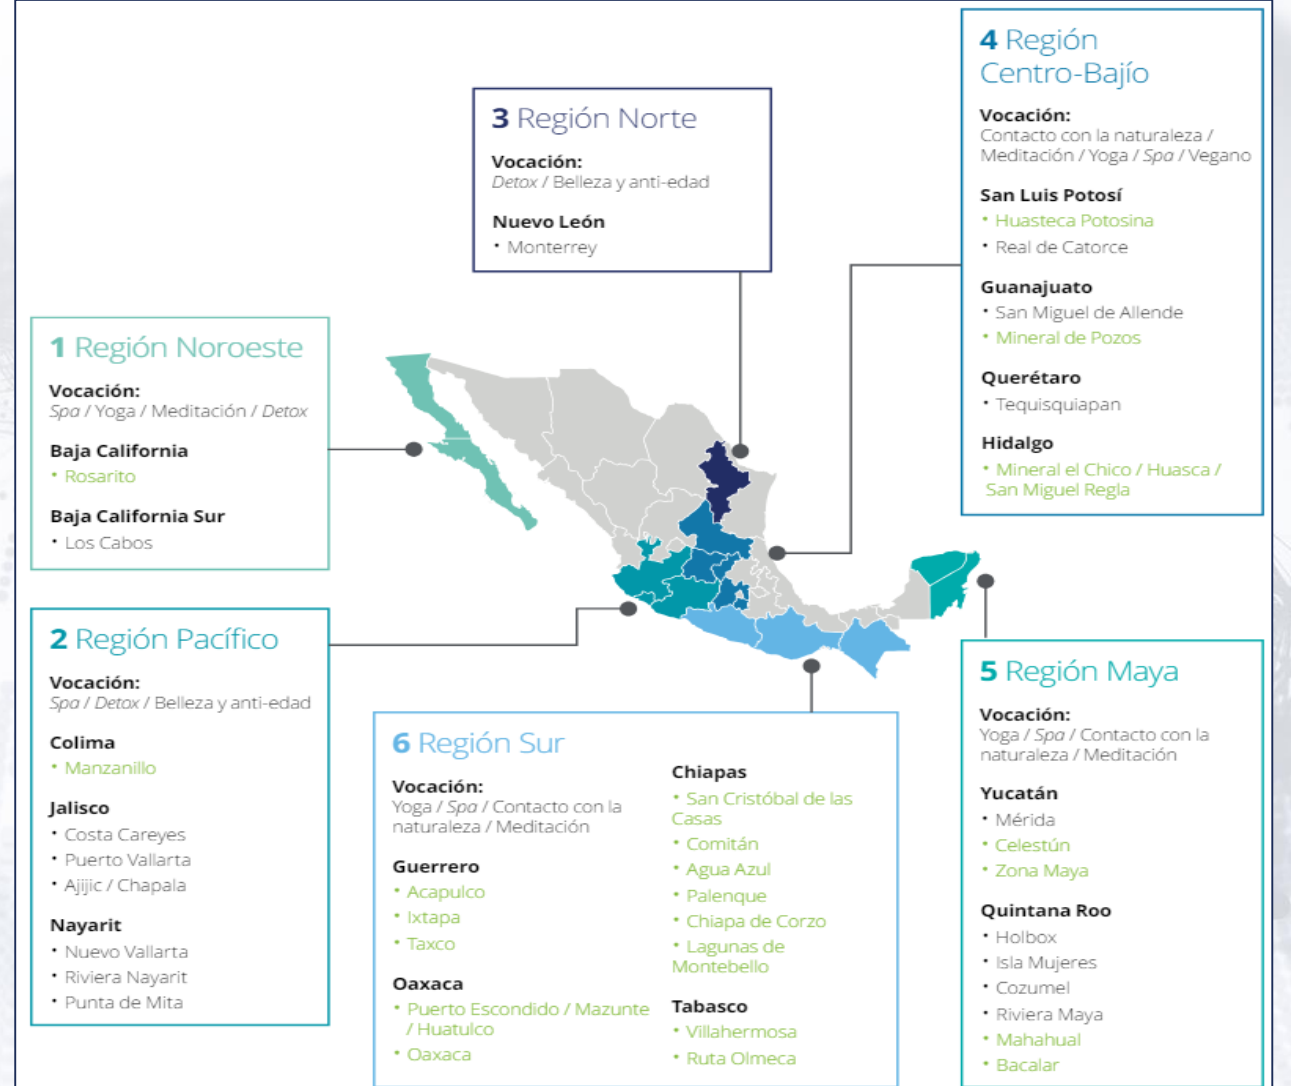 1 Región Noroeste
Vocación:
Spa / Yoga / Meditación / Detox
Baja California
• Rosarito
Baja California Sur
• Los Cabos
2 Región Pacífico
Vocación:
Spa / Detox / Belleza y anti-edad
Colima
• Manzanillo
Jalisco
• Costa Careyes
• Puerto Vallarta
• Ajijic / Chapala
Nayarit
• Nuevo Vallarta
• Riviera Nayarit
• Punta de Mita
3 Región Norte
Vocación:
Detox / Belleza y anti-edad
Nuevo León
• Monterrey
4 Región
Centro-Bajío
Vocación:
Contacto con la naturaleza /
Meditación / Yoga / Spa / Vegano
San Luis Potosí
• Huasteca Potosina
• Real de Catorce
Guanajuato
• San Miguel de Allende
• Mineral de Pozos
Querétaro
• Tequisquiapan
Hidalgo
• Mineral el Chico / Huasca /
San Miguel Regla
5 Región Maya
Vocación:
Yoga / Spa / Contacto con la
naturaleza / Meditación
Yucatán
• Mérida
• Celestún
• Zona Maya
Quintana Roo
• Holbox
• Isla Mujeres
• Cozumel
• Riviera Maya
• Mahahual
• Bacalar
6 Región Sur
Vocación:
Yoga / Spa / Contacto con la
naturaleza / Meditación
Guerrero
• Acapulco
• Ixtapa
• Taxco
Oaxaca
• Puerto Escondido / Mazunte
/ Huatulco
• Oaxaca
Chiapas
• San Cristóbal de las
Casas
• Comitán
• Agua Azul
• Palenque
• Chiapa de Corzo
• Lagunas de
Montebello
Tabasco
• Villahermosa
• Ruta Olmeca